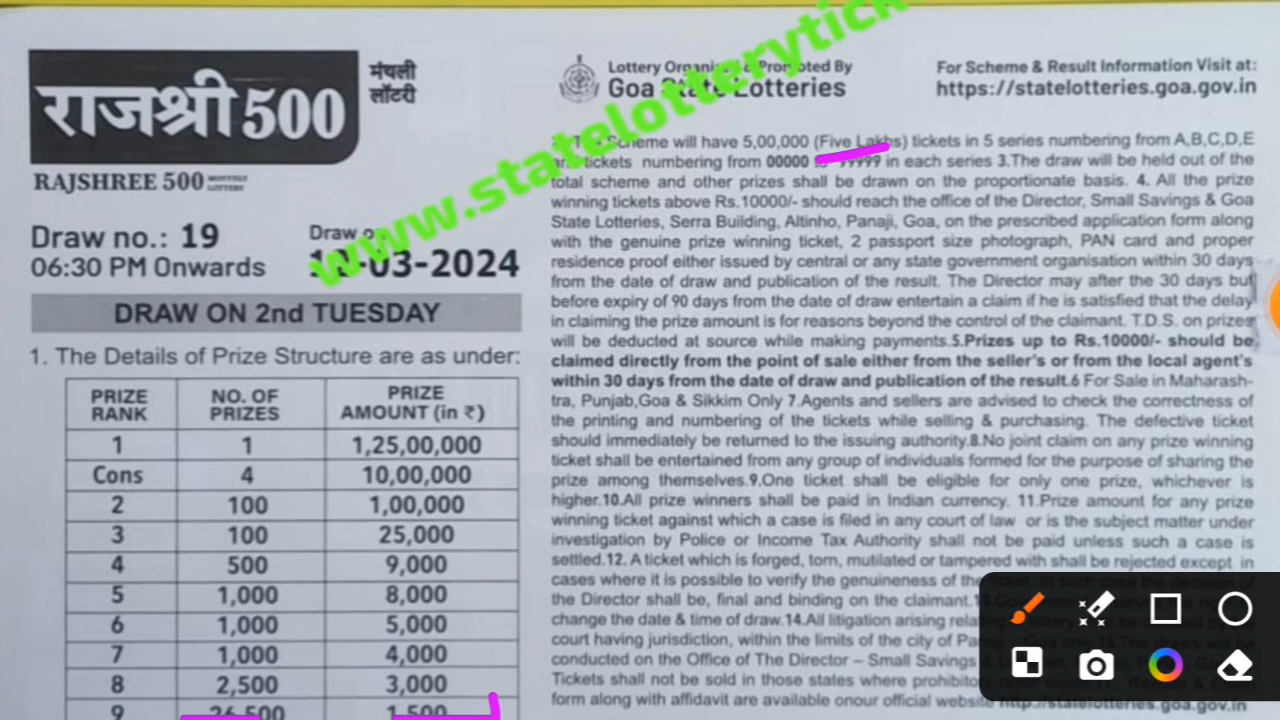 राजश्री 500
मंथली
लॉटरी
RAJSHREE 500 MONTHLY LOTTERY
Draw no.: 19
06:30 PM Onwards
Draw
-03-2024
DRAW ON 2nd TUESDAY
1. The Details of Prize Structure are as under:
PRIZE RANK NO. OF PRIZES PRIZE AMOUNT (in ₹)
1 1 1,25,00,000
Cons 4 10,00,000
2 100 1,00,000
3 100 25,000
4 500 9,000
5 1,000 8,000
6 1,000 5,000
7 1,000 4,000
8 2,500 3,000
9 26,500 1,500
www.statelotterytick
Lottery Organised & Promoted By
Goa State Lotteries
For Scheme & Result Information Visit at:
https://statelotteries.goa.gov.in
Scheme will have 5,00,000 (Five Lakhs) tickets in 5 series numbering from A,B,C,D,E
tickets numbering from 00000 to 99999 in each series 3.The draw will be held out of the
total scheme and other prizes shall be drawn on the proportionate basis. 4. All the prize
winning tickets above Rs.10000/- should reach the office of the Director, Small Savings & Goa
State Lotteries, Serra Building, Altinho, Panaji, Goa, on the prescribed application form along
with the genuine prize winning ticket, 2 passport size photograph, PAN card and proper
residence proof either issued by central or any state government organisation within 30 days
from the date of draw and publication of the result. The Director may after the 30 days but
before expiry of 90 days from the date of draw entertain a claim if he is satisfied that the delay
in claiming the prize amount is for reasons beyond the control of the claimant. T.D.S. on prizes
will be deducted at source while making payments.5.Prizes up to Rs.10000/- should be
claimed directly from the point of sale either from the seller's or from the local agent's
within 30 days from the date of draw and publication of the result.6 For Sale in Maharash-
tra, Punjab,Goa & Sikkim Only 7.Agents and sellers are advised to check the correctness of
the printing and numbering of the tickets while selling & purchasing. The defective ticket
should immediately be returned to the issuing authority.8.No joint claim on any prize winning
ticket shall be entertained from any group of individuals formed for the purpose of sharing the
prize among themselves.9.One ticket shall be eligible for only one prize, whichever is
higher.10.All prize winners shall be paid in Indian currency. 11.Prize amount for any prize
winning ticket against which a case is filed in any court of law or is the subject matter under
investigation by Police or Income Tax Authority shall not be paid unless such a case is
settled.12. A ticket which is forged, torn, mutilated or tampered with shall be rejected except in
cases where it is possible to verify the genuineness of the ticket. In such case the decision of
the Director shall be, final and binding on the claimant.
change the date & time of draw.14.All litigation arising
court having jurisdiction, within the limits of the city of
conducted on the Office of The Director – Small Savings
Tickets shall not be sold in those states where
form along with affidavit are available onour official website http://statelotteries.goa.gov.in